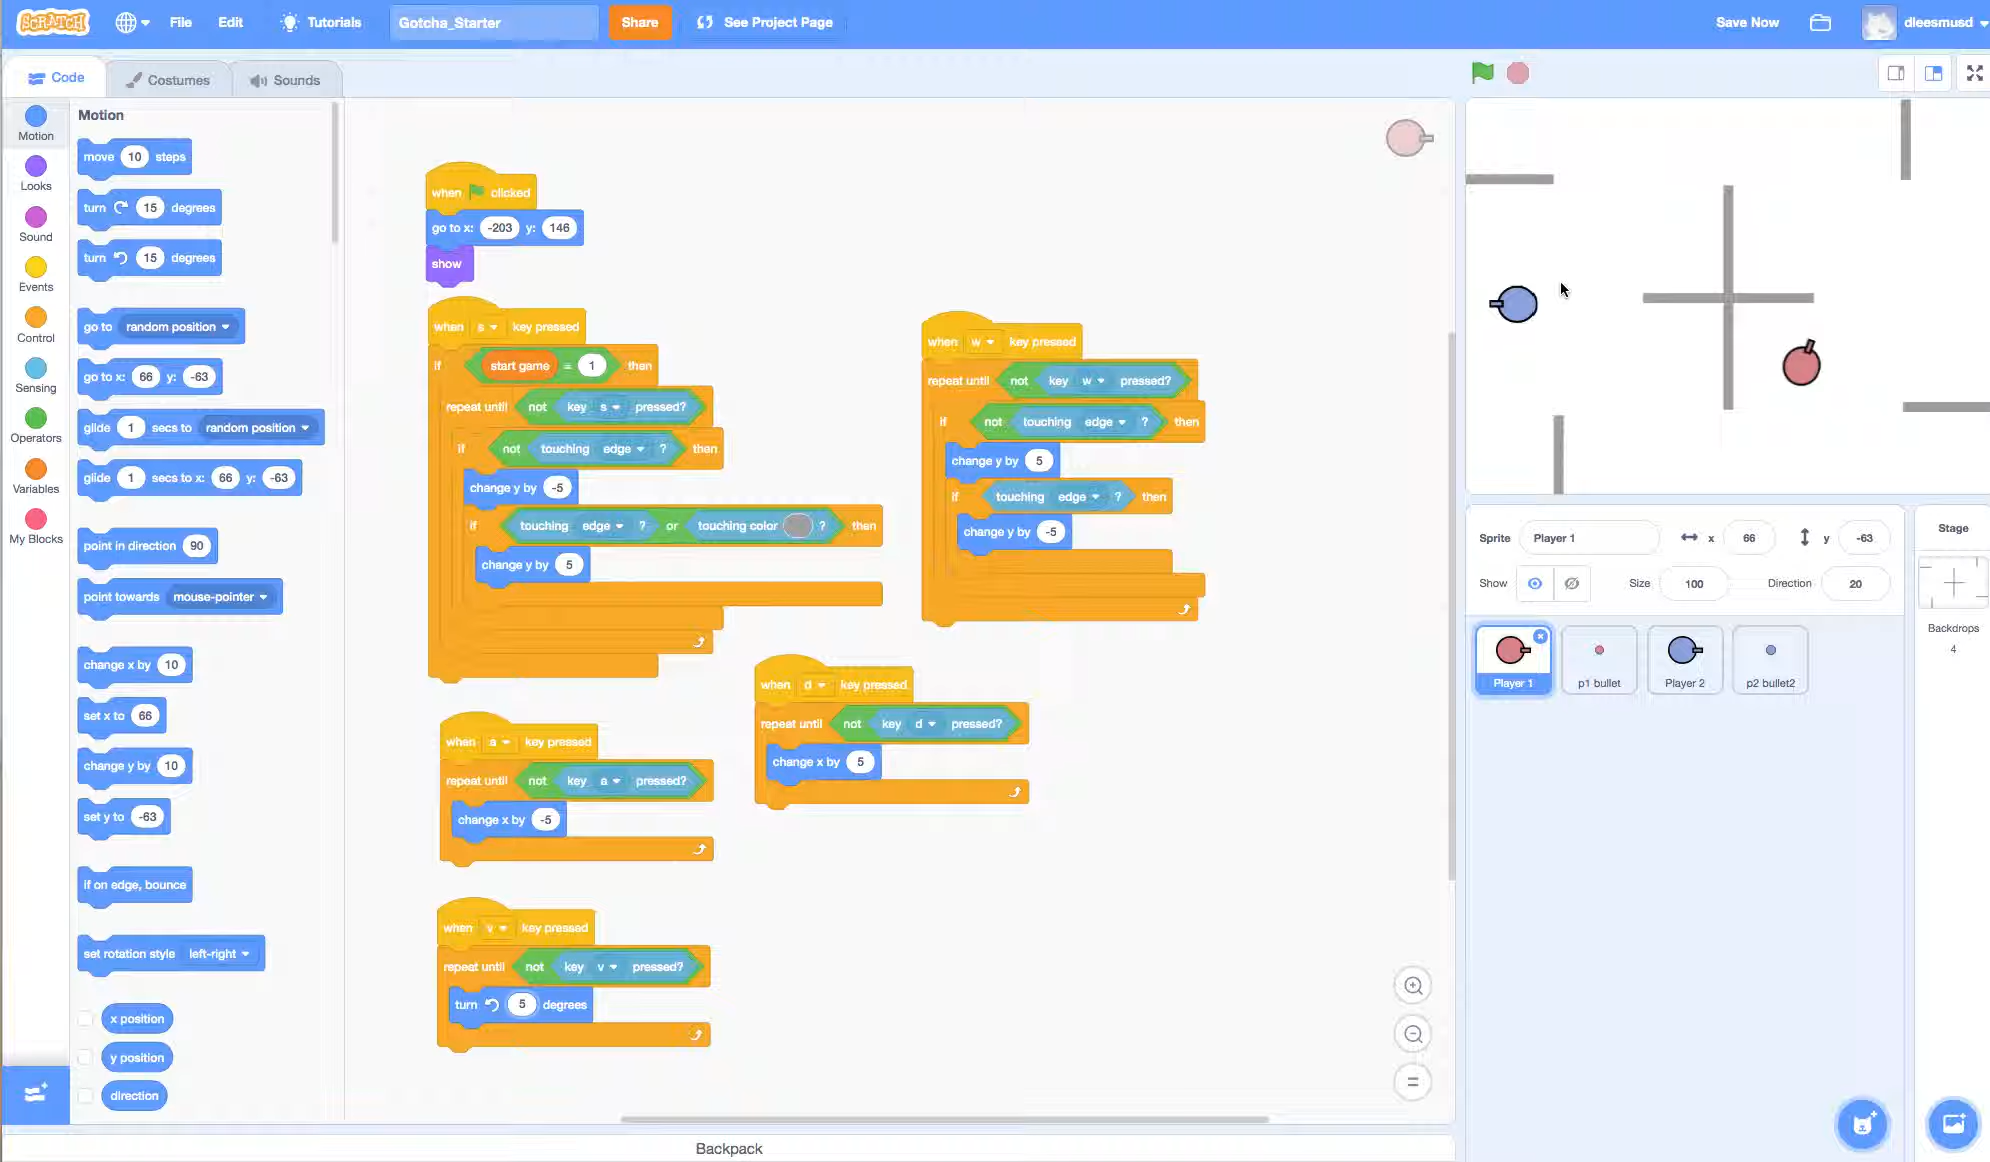 SCRATCH File Edit Tutorials Gotcha_Starter Share See Project Page Save Now dleesmusd
Code Costumes Sounds
Motion
Looks
Sound
Events
Control
Sensing
Operators
Variables
My Blocks
Motion
move 10 steps
turn 15 degrees
turn 15 degrees
go to random position
go to x: 66 y: -63
glide 1 secs to random position
glide 1 secs to x: 66 y: -63
point in direction 90
point towards mouse-pointer
change x by 10
set x to 66
change y by 10
set y to -63
if on edge, bounce
set rotation style left-right
x position
y position
direction
when clicked
go to x: -203 y: 146
show
when s key pressed
if start game = 1 then
repeat until not key s pressed?
if not touching edge ? then
change y by -5
if touching edge ? or touching color ? then
change y by 5
when w key pressed
repeat until not key w pressed?
if not touching edge ? then
change y by 5
if touching edge ? then
change y by -5
when a key pressed
repeat until not key a pressed?
change x by -5
when d key pressed
repeat until not key d pressed?
change x by 5
when v key pressed
repeat until not key v pressed?
turn 5 degrees
Backpack
Sprite Player 1 x 66 y -63
Show Size 100 Direction 20
Player 1
p1 bullet
Player 2
p2 bullet2
Stage
Backdrops
4